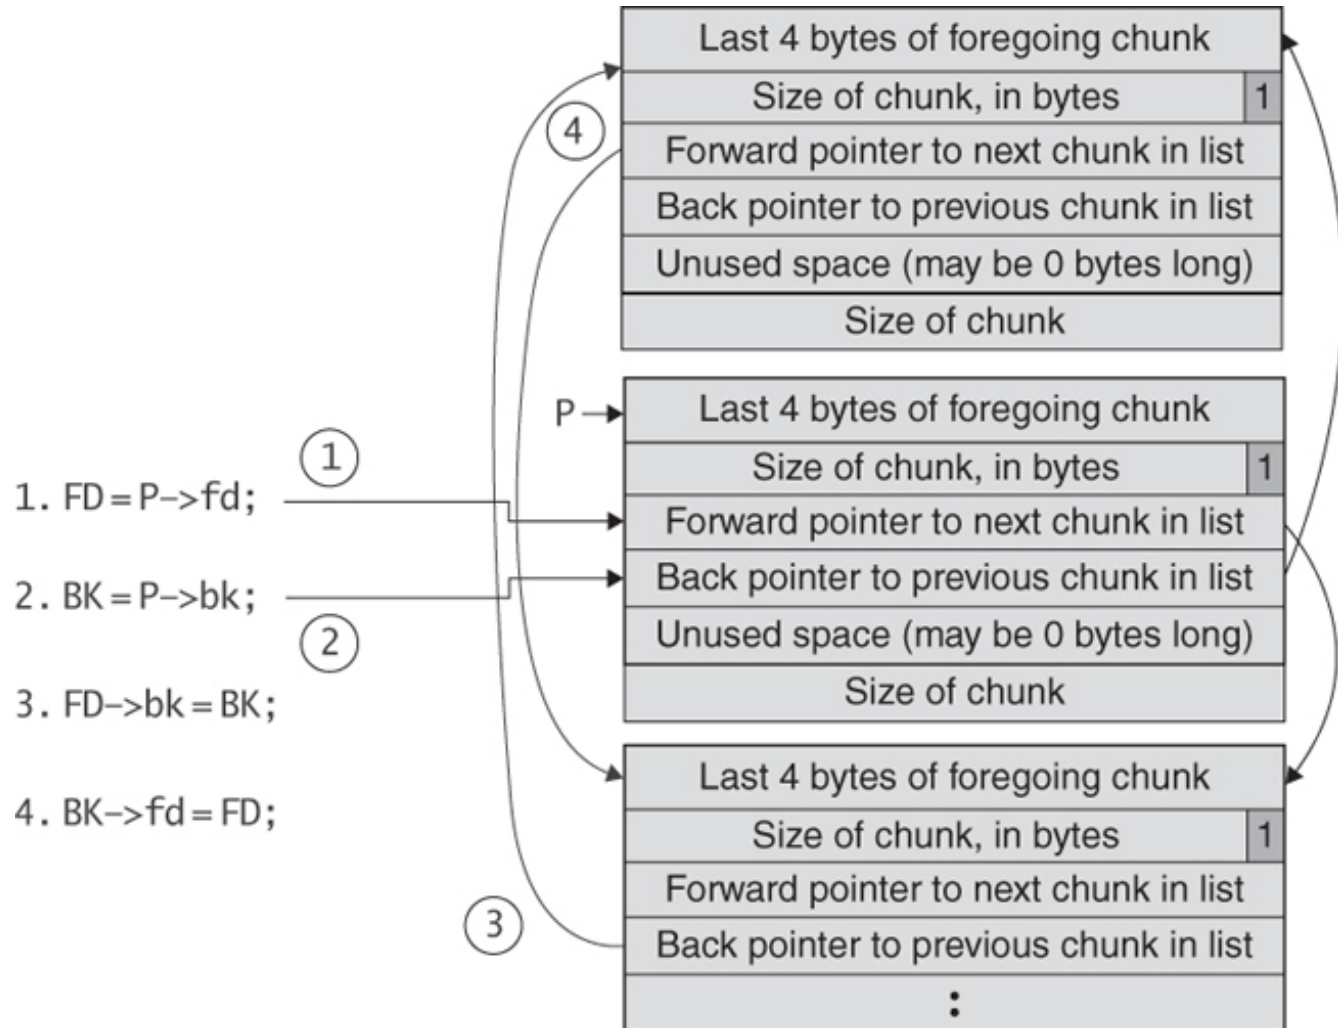 Last 4 bytes of foregoing chunk
Size of chunk, in bytes 1
4
Forward pointer to next chunk in list
Back pointer to previous chunk in list
Unused space (may be 0 bytes long)
Size of chunk
P
Last 4 bytes of foregoing chunk
1
Size of chunk, in bytes 1
1. FD=P->fd;
Forward pointer to next chunk in list
2. BK=P->bk;
Back pointer to previous chunk in list
2
Unused space (may be 0 bytes long)
3. FD->bk=BK;
Size of chunk
4. BK->fd=FD;
Last 4 bytes of foregoing chunk
Size of chunk, in bytes 1
Forward pointer to next chunk in list
3
Back pointer to previous chunk in list
: